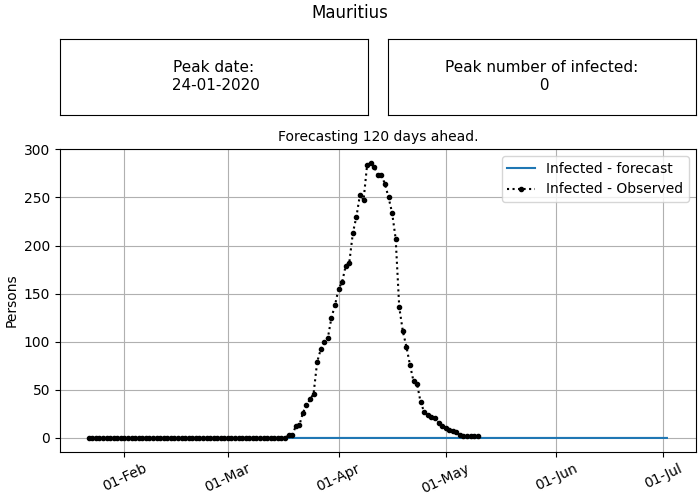 Mauritius
Peak date:
24-01-2020
Peak number of infected:
0
Forecasting 120 days ahead.
Infected - forecast
Infected - Observed
Persons
300
250
200
150
100
50
0
01-Feb
01-Mar
01-Apr
01-May
01-Jun
01-Jul